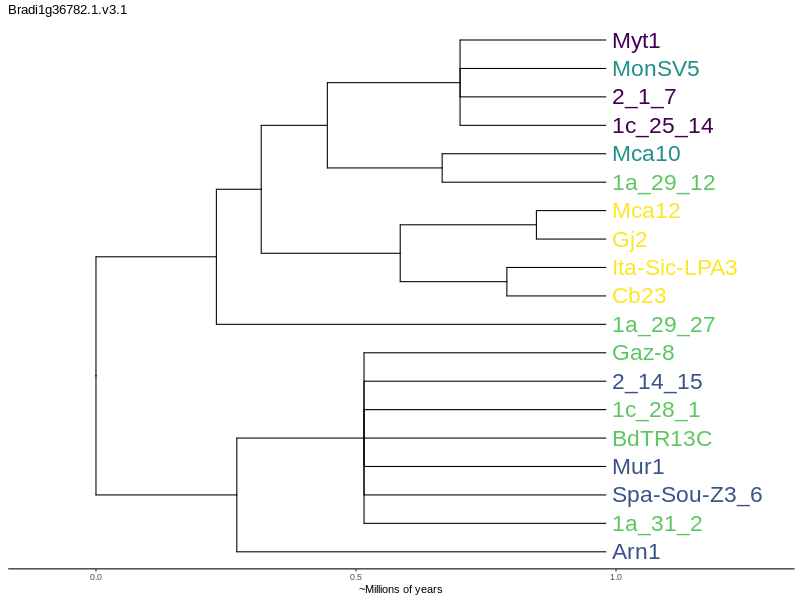 Bradi1g36782.1.v3.1
Myt1
MonSV5
2_1_7
1c_25_14
Mca10
1a_29_12
Mca12
Gj2
Ita-Sic-LPA3
Cb23
1a_29_27
Gaz-8
2_14_15
1c_28_1
BdTR13C
Mur1
Spa-Sou-Z3_6
1a_31_2
Arn1
0.0 0.5 1.0
~Millions of years